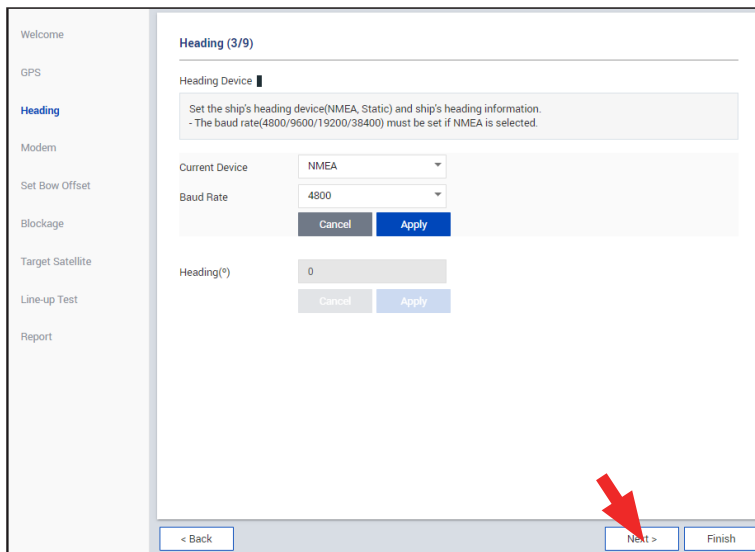 Welcome
GPS
Heading
Modem
Set Bow Offset
Blockage
Target Satellite
Line-up Test
Report
Heading (3/9)
Heading Device
Set the ship's heading device(NMEA, Static) and ship's heading information.
- The baud rate(4800/9600/19200/38400) must be set if NMEA is selected.
Current Device NMEA
Baud Rate 4800
Cancel Apply
Heading(º) 0
Cancel Apply
< Back Next > Finish